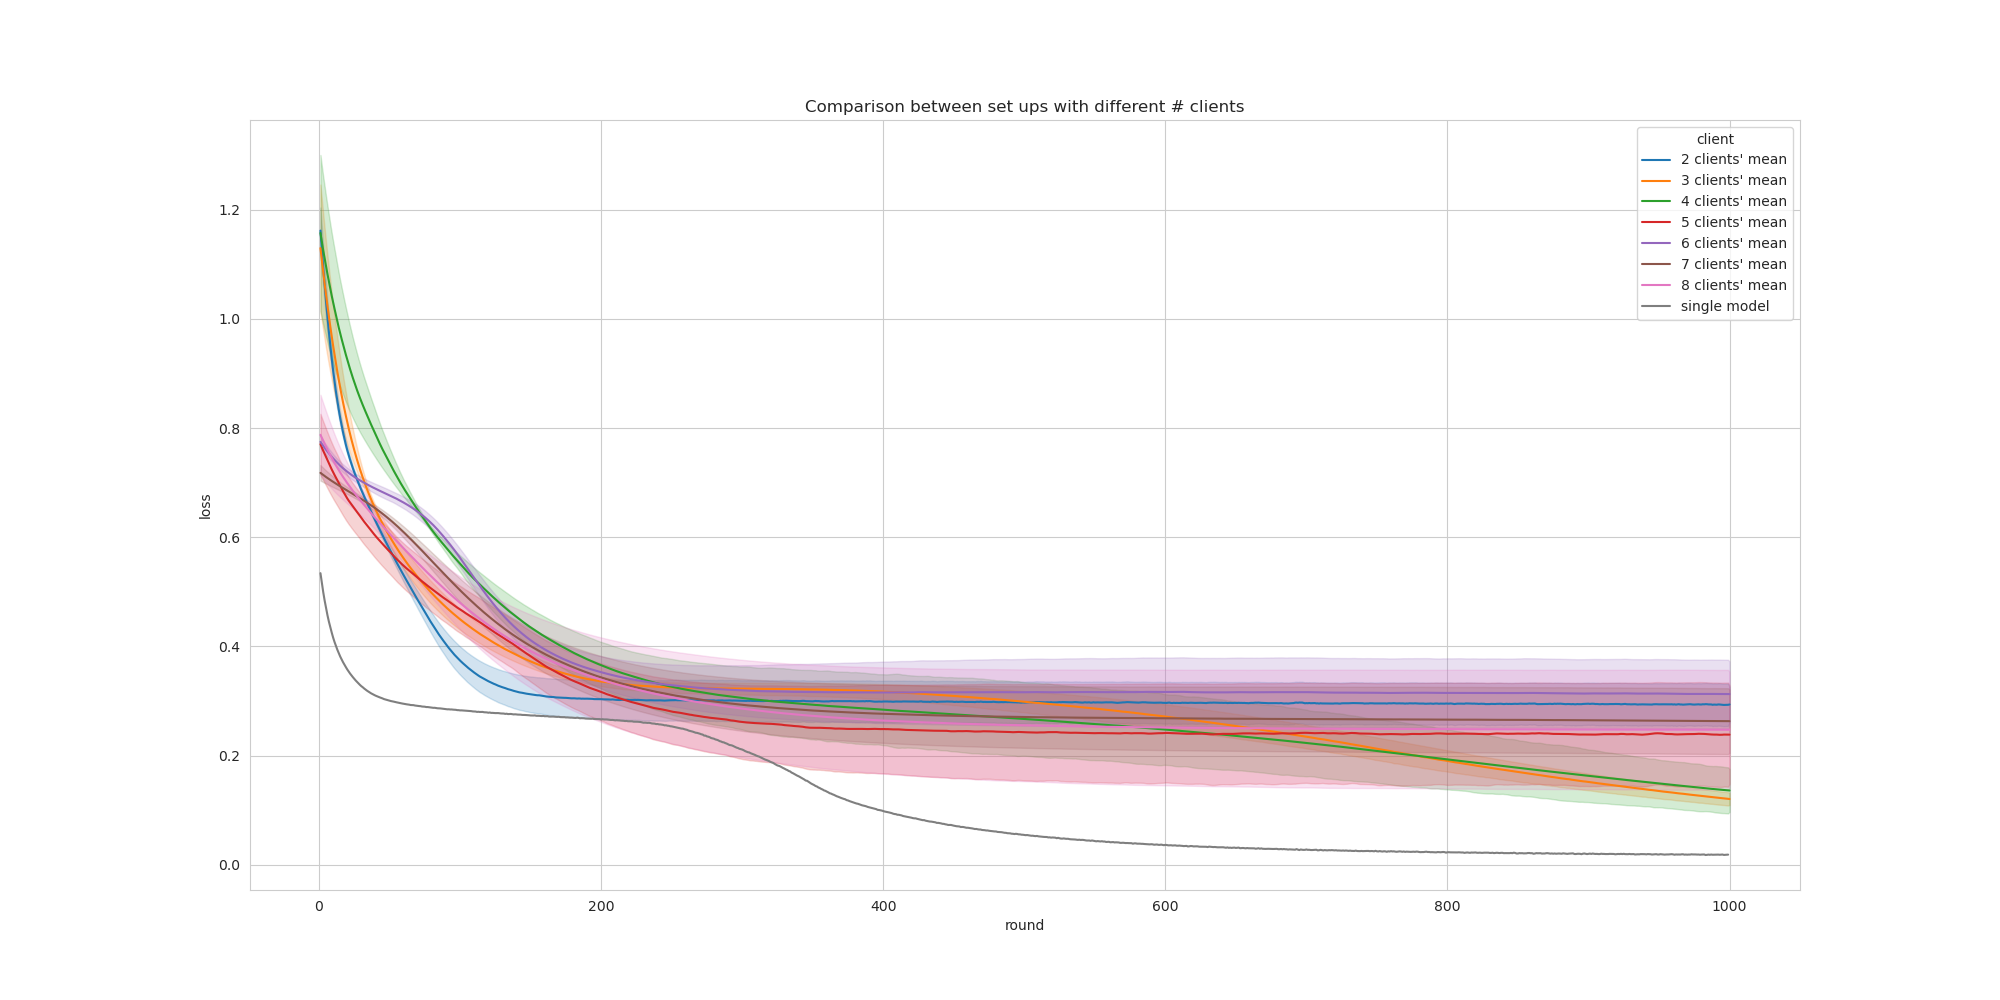 Comparison between set ups with different # clients
client
2 clients' mean
3 clients' mean
4 clients' mean
5 clients' mean
6 clients' mean
7 clients' mean
8 clients' mean
single model
loss
1.2
1.0
0.8
0.6
0.4
0.2
0.0
0
200
400
600
800
1000
round